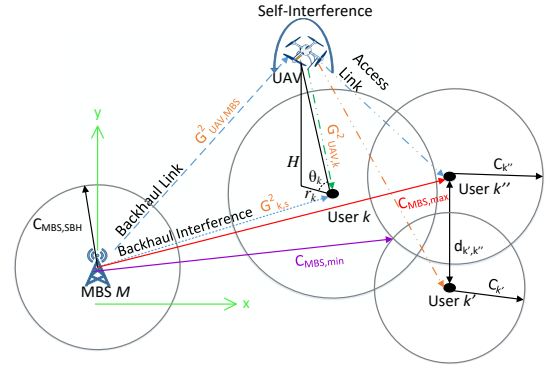 Self-Interference
UAV
Access
Link
G²UAV,MBS
G²UAV,k
Backhaul Link
H
θk
rk
y
G²k,s
Backhaul Interference
User k
Ck''
User k''
CMBS,max
CMBS,SBH
CMBS,min
dk',k''
MBS M
x
User k'
Ck'